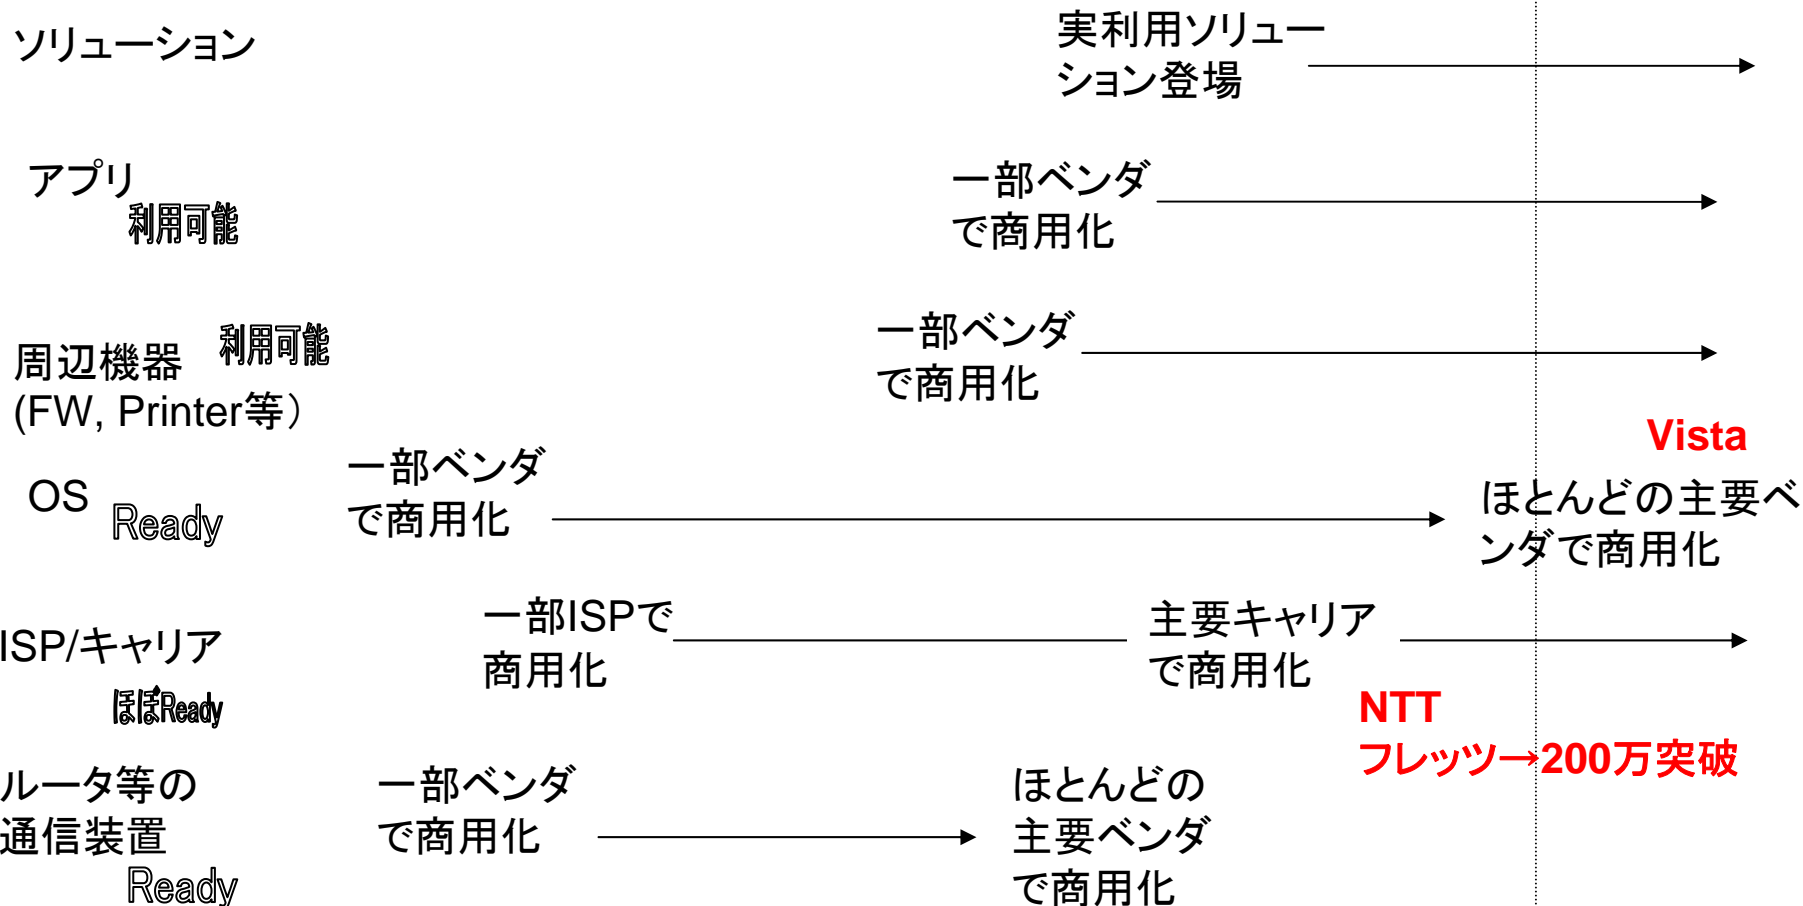 ソリューション
実利用ソリュー
ション登場
アプリ
利用可能
一部ベンダ
で商用化
周辺機器
(FW, Printer等）
利用可能
一部ベンダ
で商用化
OS
Ready
一部ベンダ
で商用化
Vista
ほとんどの主要ベ
ンダで商用化
ISP/キャリア
ほぼReady
一部ISPで
商用化
主要キャリア
で商用化
NTT
フレッツ→200万突破
ルータ等の
通信装置
Ready
一部ベンダ
で商用化
ほとんどの
主要ベンダ
で商用化